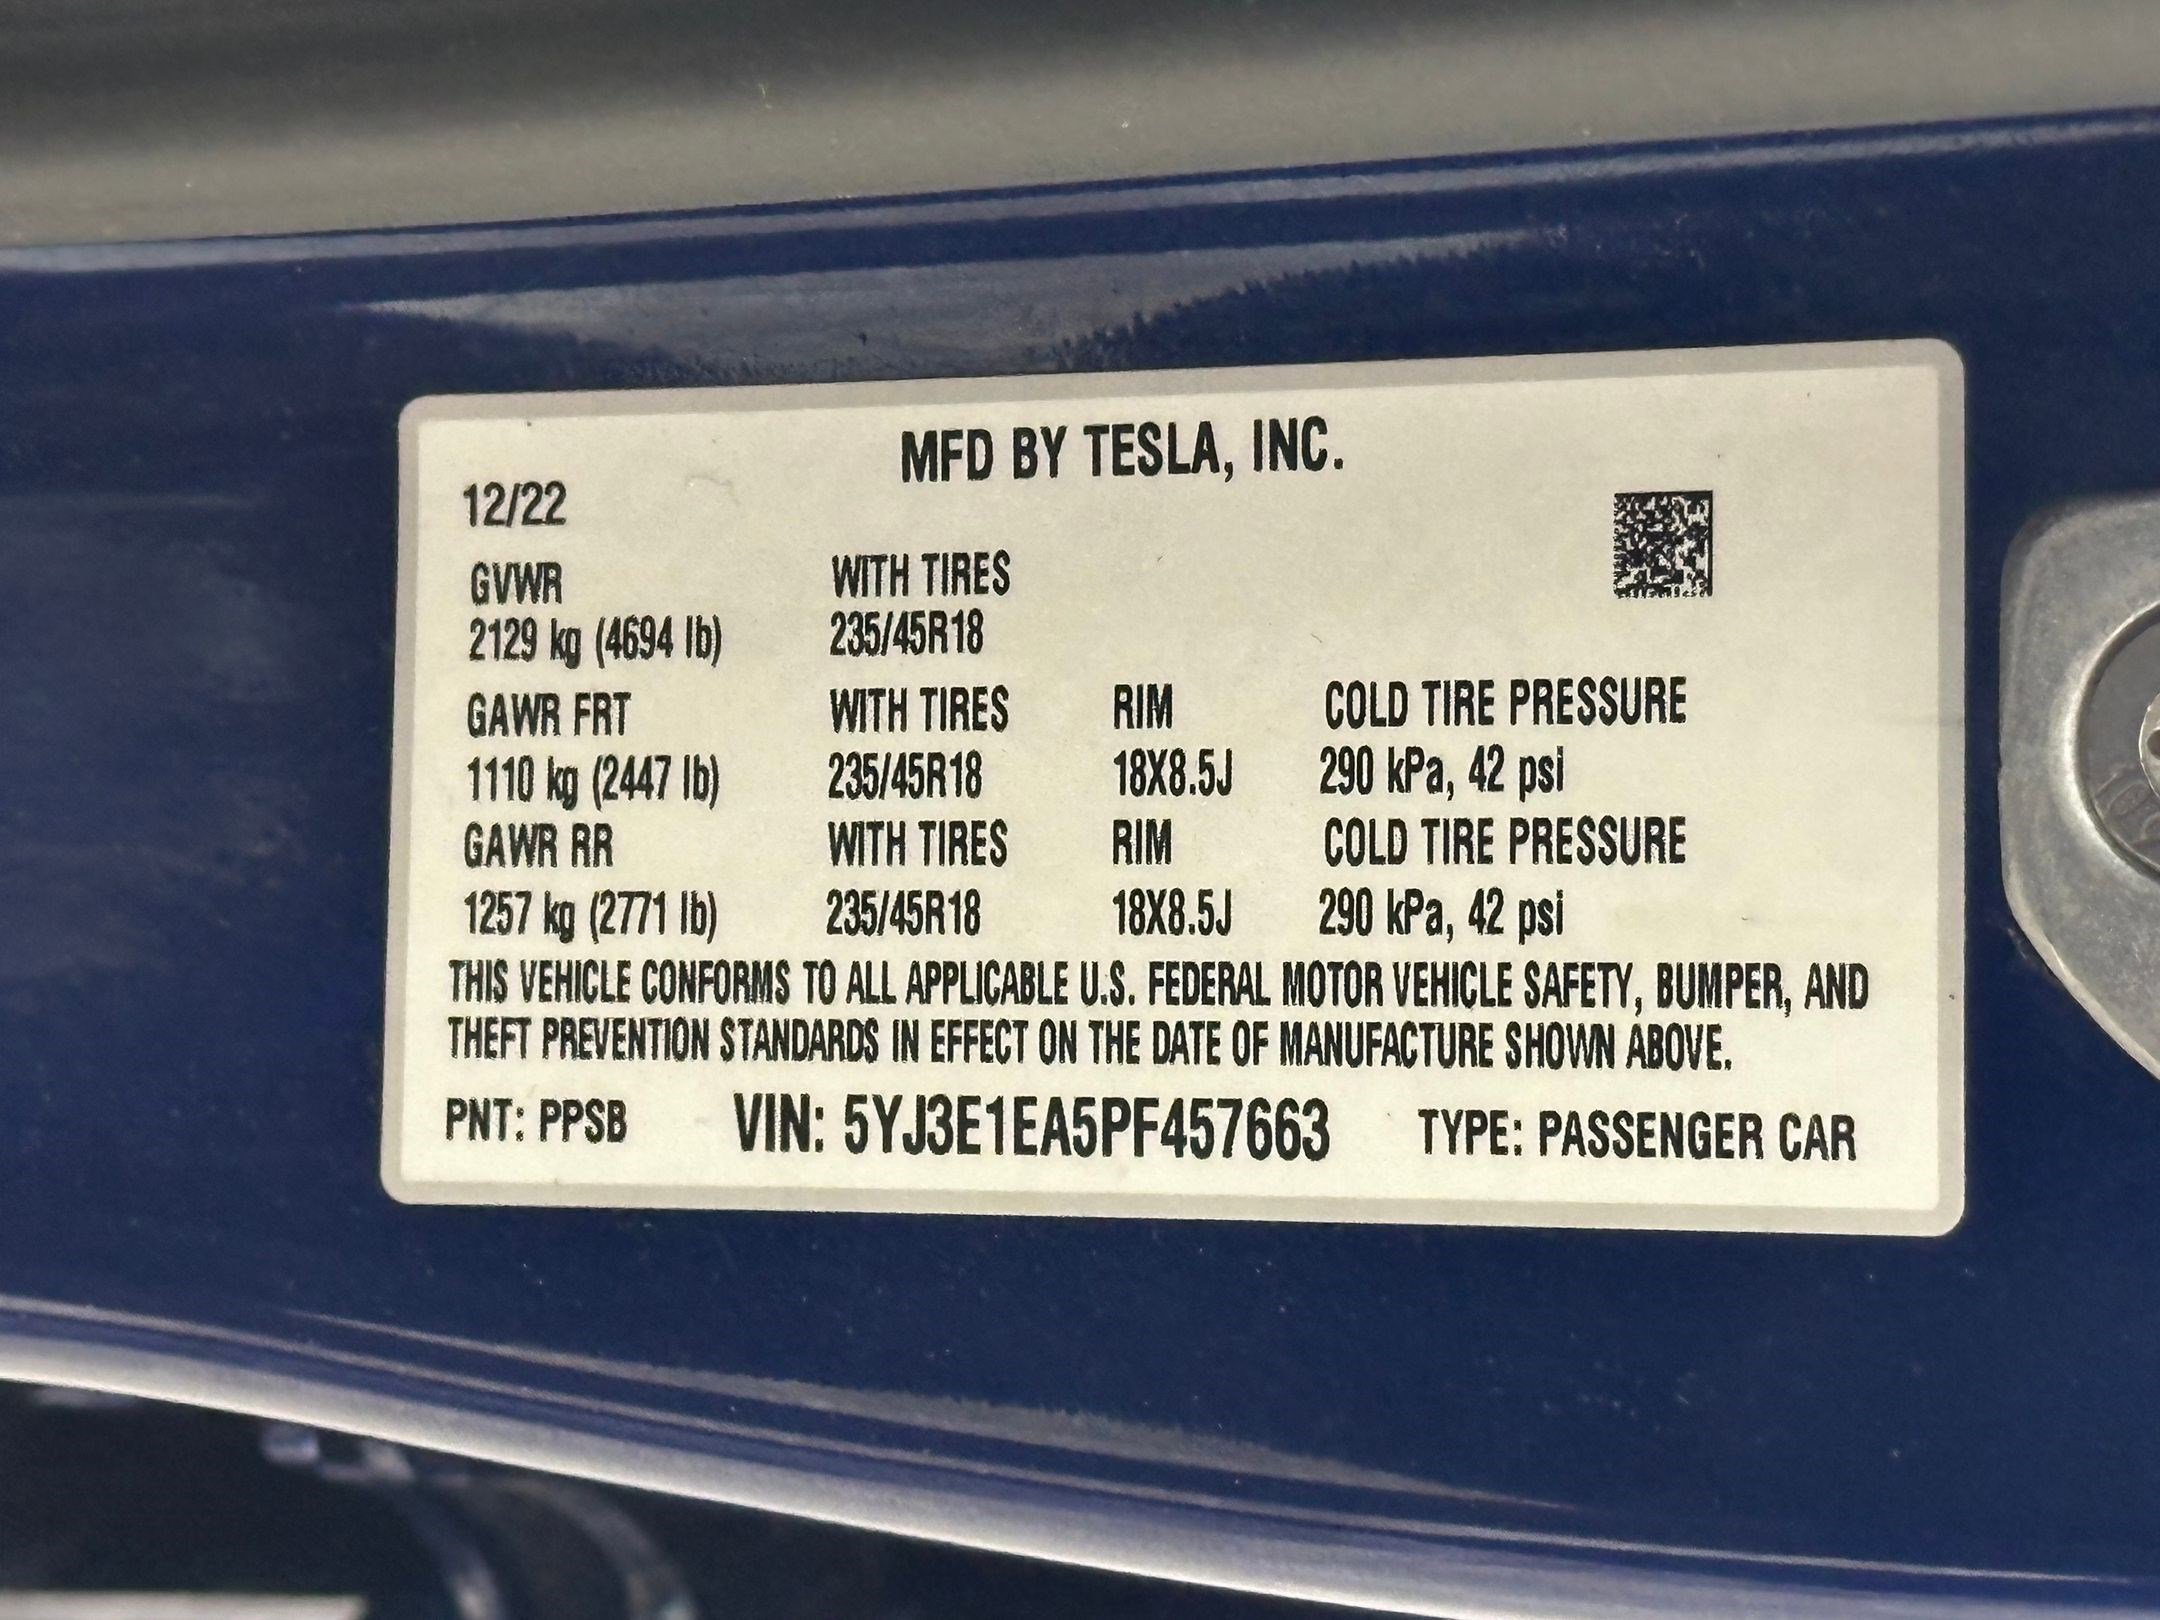 MFD BY TESLA, INC.
12/22
GVWR WITH TIRES
2129 kg (4694 lb) 235/45R18
GAWR FRT WITH TIRES RIM COLD TIRE PRESSURE
1110 kg (2447 lb) 235/45R18 18X8.5J 290 kPa, 42 psi
GAWR RR WITH TIRES RIM COLD TIRE PRESSURE
1257 kg (2771 lb) 235/45R18 18X8.5J 290 kPa, 42 psi
THIS VEHICLE CONFORMS TO ALL APPLICABLE U.S. FEDERAL MOTOR VEHICLE SAFETY, BUMPER, AND
THEFT PREVENTION STANDARDS IN EFFECT ON THE DATE OF MANUFACTURE SHOWN ABOVE.
PNT: PPSB VIN: 5YJ3E1EA5PF457663 TYPE: PASSENGER CAR